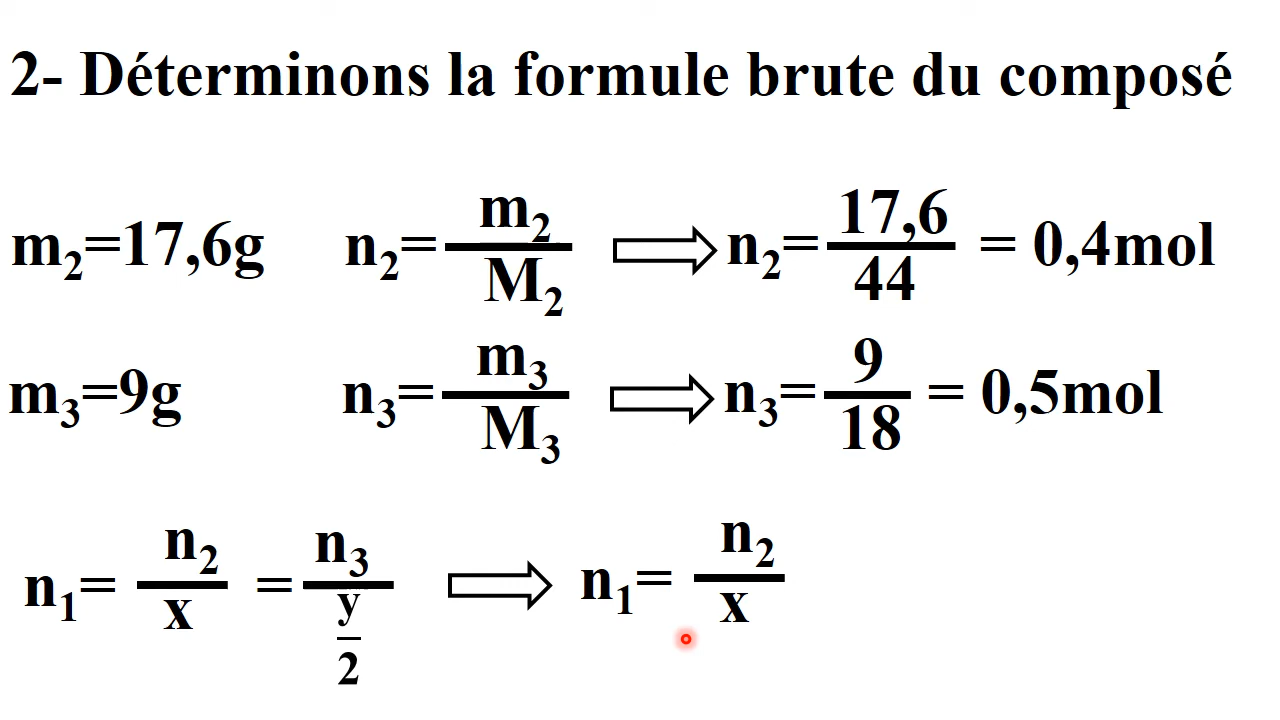 2- Déterminons la formule brute du composé
m₂=17,6g n₂= m₂/M₂ ⇨ n₂= 17,6/44 = 0,4mol
m₃=9g n₃= m₃/M₃ ⇨ n₃= 9/18 = 0,5mol
n₁= n₂/x = n₃/(y/2) ⇨ n₁= n₂/x